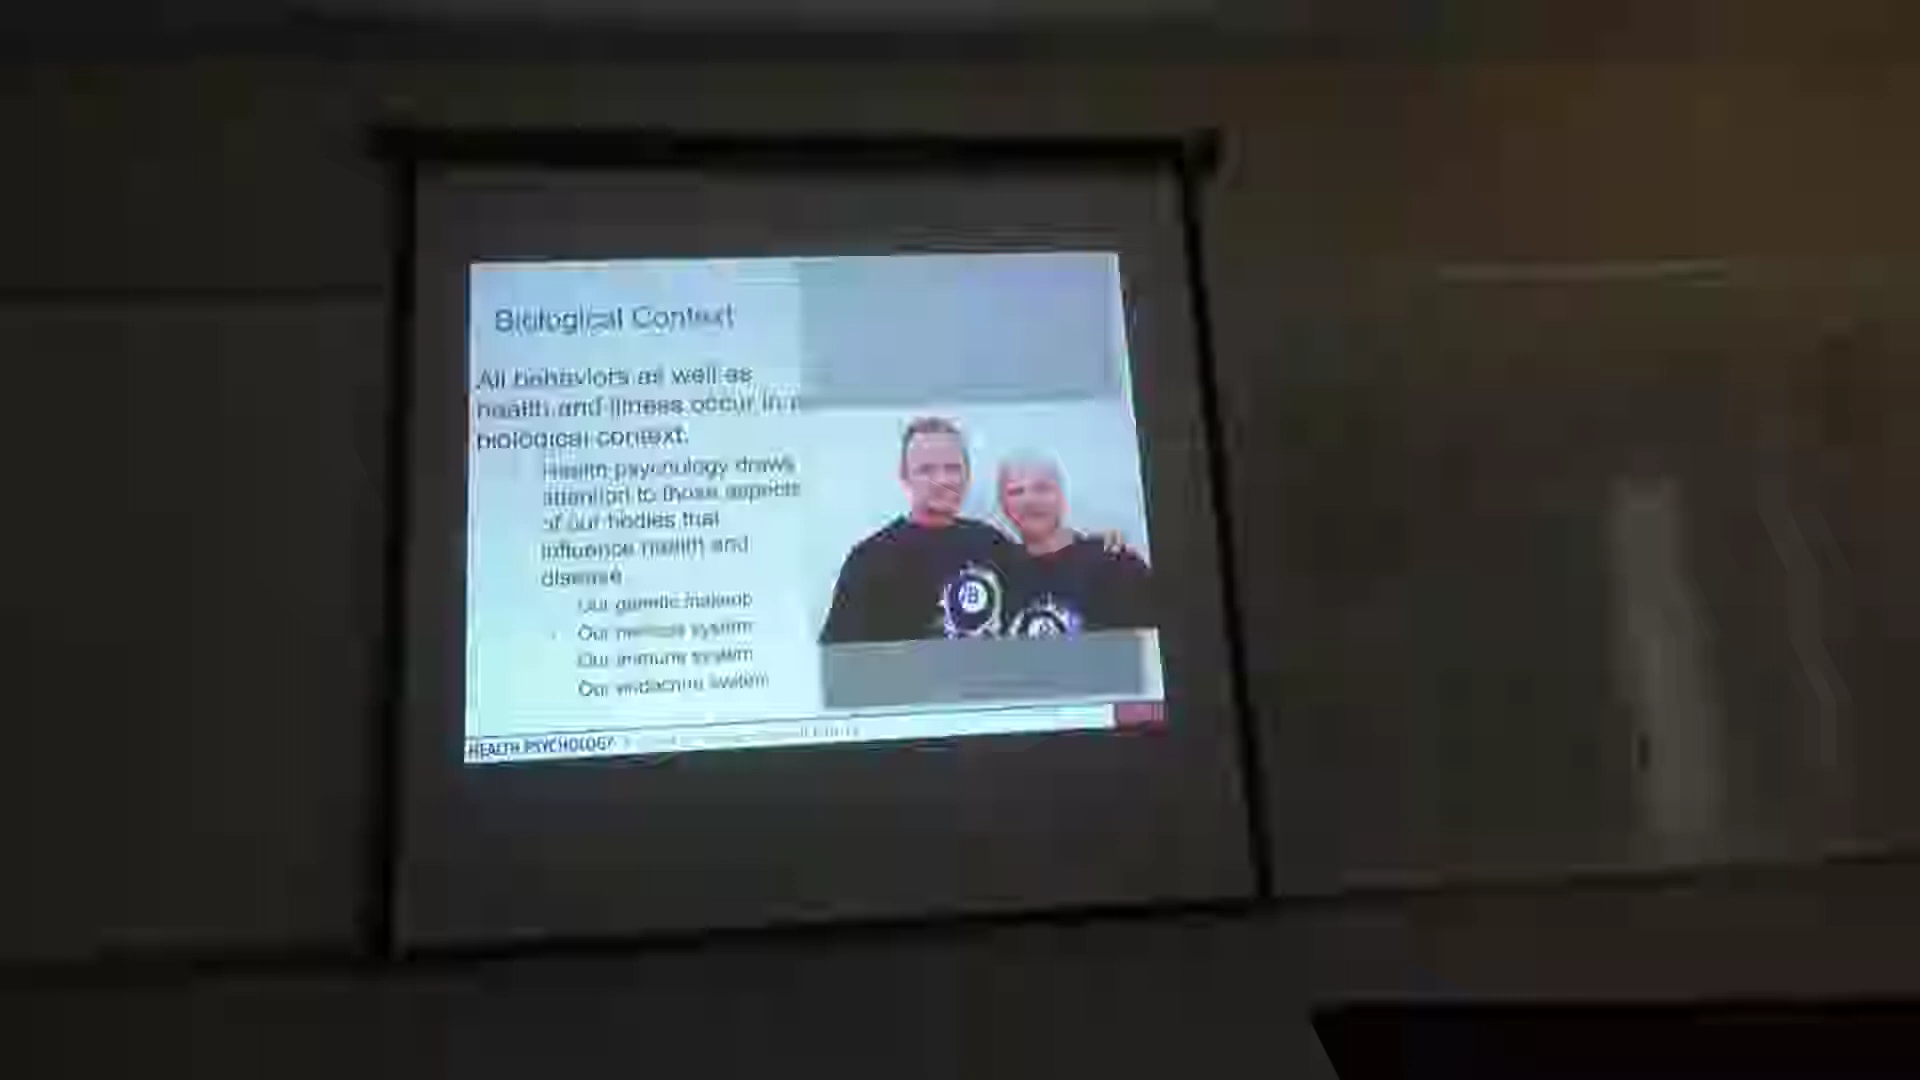 Biological Context
All behaviors as well as
health and illness occur in a
biological context.
Health psychology draws
attention to those aspects
of our bodies that
influence health and
disease
Our genetic makeup
Our nervous system
Our immune system
Our endocrine system
HEALTH PSYCHOLOGY